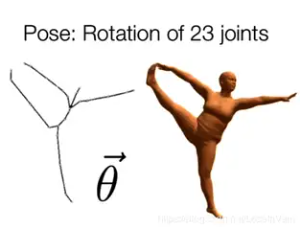 Pose: Rotation of 23 joints
θ⃗